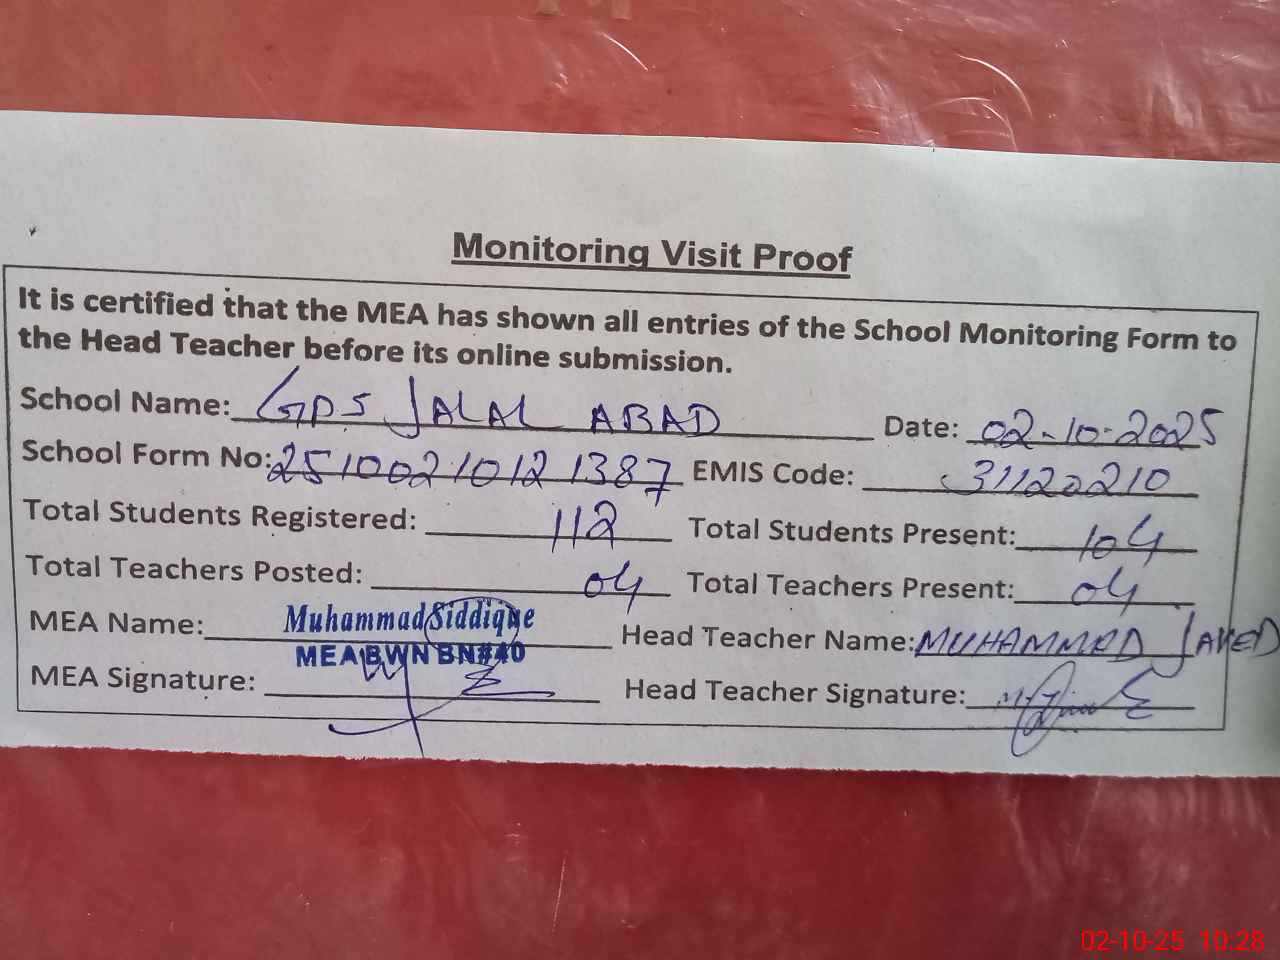 Monitoring Visit Proof
It is certified that the MEA has shown all entries of the School Monitoring Form to
the Head Teacher before its online submission.
School Name: GPS JALAL ABAD Date: 02-10-2025
School Form No: 25100210121387 EMIS Code: 31120210
Total Students Registered: 112 Total Students Present: 104
Total Teachers Posted: 04 Total Teachers Present: 04
MEA Name: Muhammad Siddique Head Teacher Name: MUHAMMAD JAVED
MEA BWN BN#40
MEA Signature: Head Teacher Signature:
02-10-25 10:28